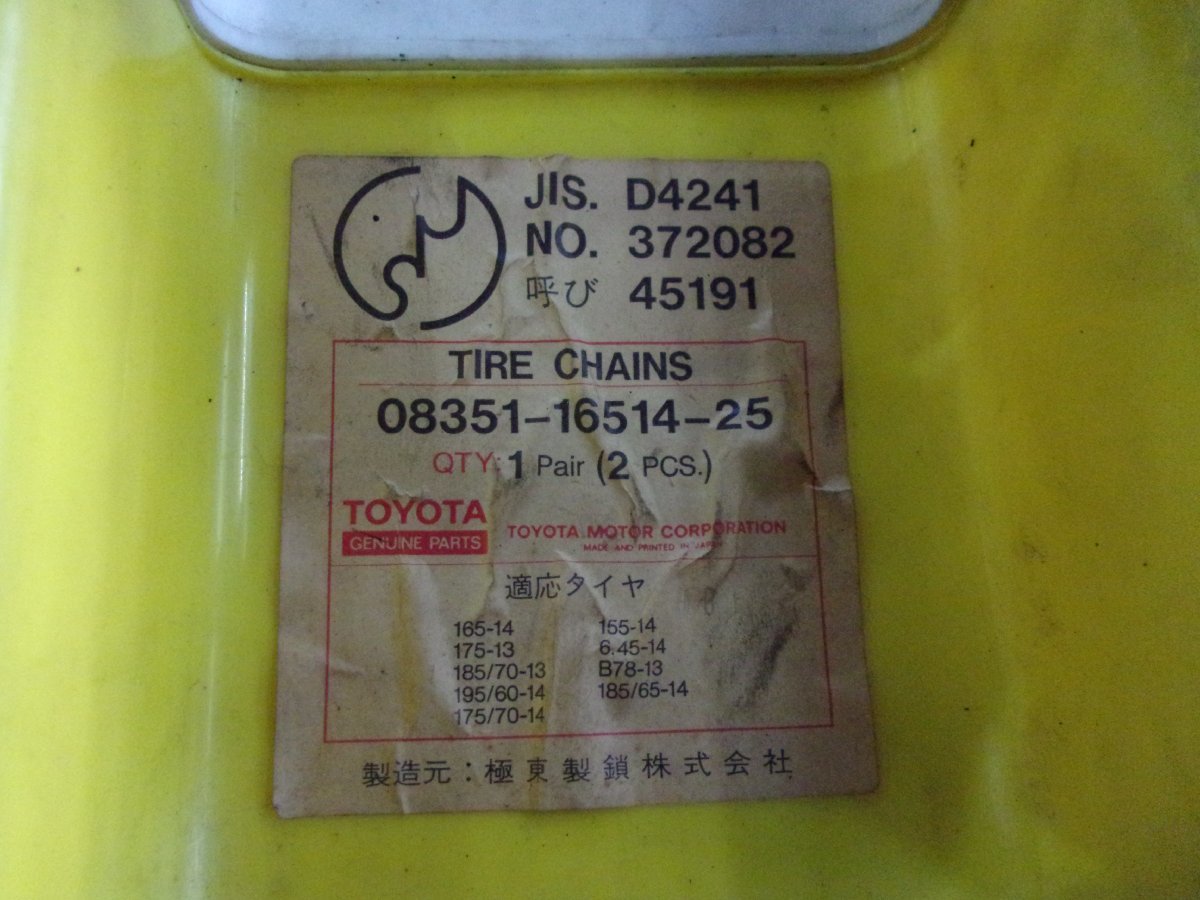 JIS. D4241
NO. 372082
呼び 45191
TIRE CHAINS
08351-16514-25
QTY: 1 Pair (2 PCS.)
TOYOTA
GENUINE PARTS
TOYOTA MOTOR CORPORATION
MADE AND PRINTED IN JAPAN
適応タイヤ
165-14 155-14
175-13 6.45-14
185/70-13 B78-13
195/60-14 185/65-14
175/70-14
製造元：極東製鎖株式会社